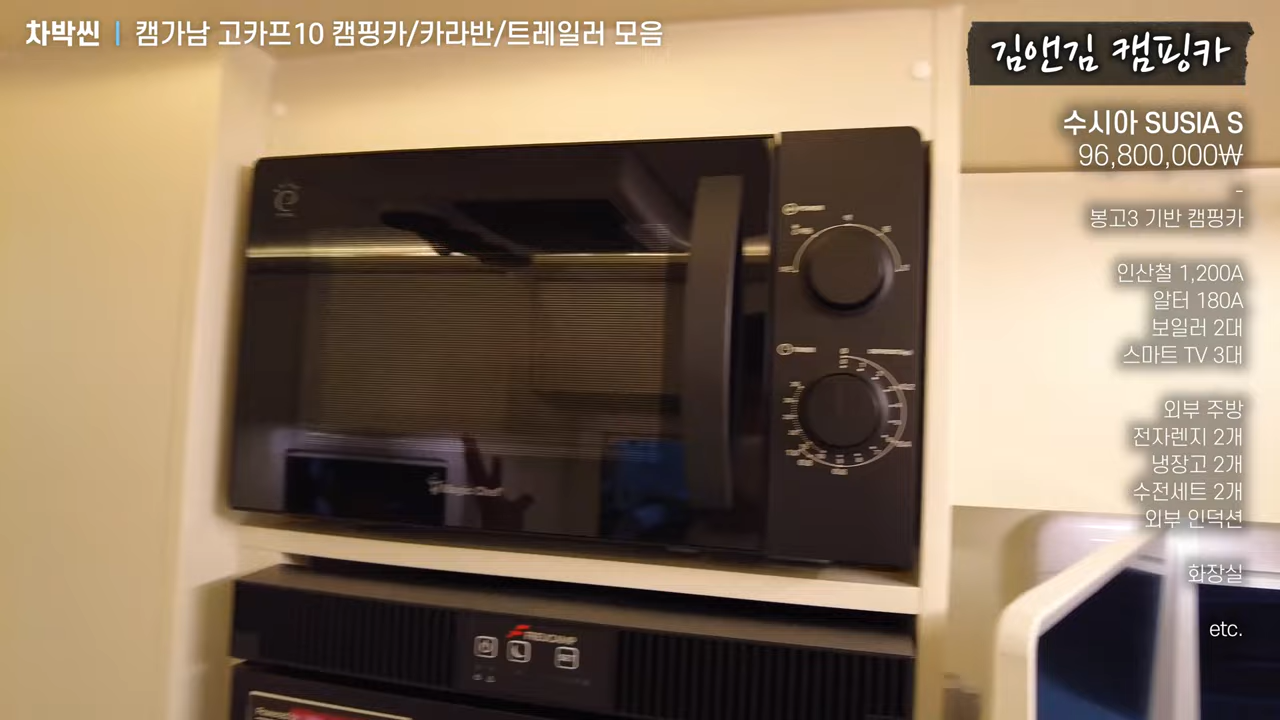 차박씬 | 캠가남 고카프10 캠핑카/카라반/트레일러 모음
김앤김 캠핑카
수시아 SUSIA S
96,800,000₩
-
봉고3 기반 캠핑카
인산철 1,200A
알터 180A
보일러 2대
스마트 TV 3대
외부 주방
전자렌지 2개
냉장고 2개
수전세트 2개
외부 인덕션
화장실
etc.
Magic Chef